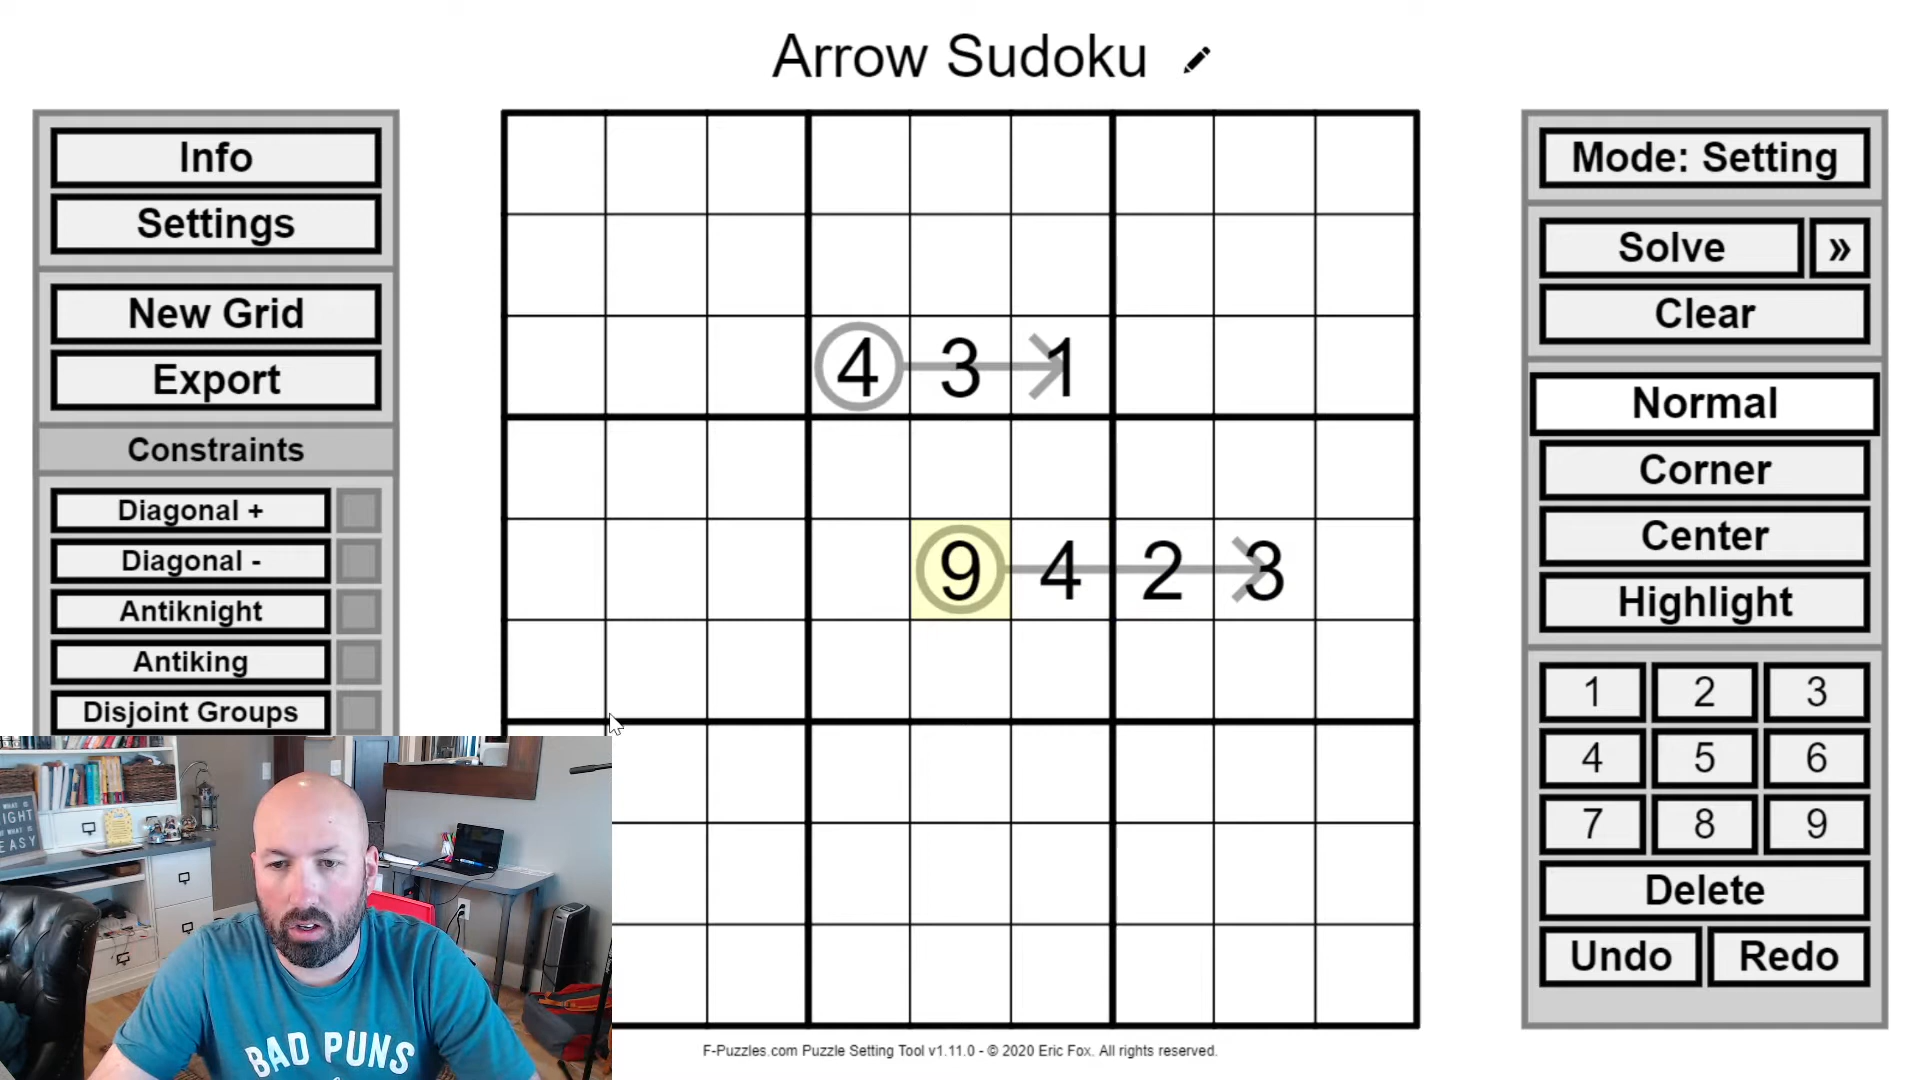 Arrow Sudoku
Info
Settings
New Grid
Export
Constraints
Diagonal +
Diagonal -
Antiknight
Antiking
Disjoint Groups
4 3 1
9 4 2 3
Mode: Setting
Solve »
Clear
Normal
Corner
Center
Highlight
1 2 3
4 5 6
7 8 9
Delete
Undo Redo
EASY
BAD PUNS
F-Puzzles.com Puzzle Setting Tool v1.11.0 - © 2020 Eric Fox. All rights reserved.